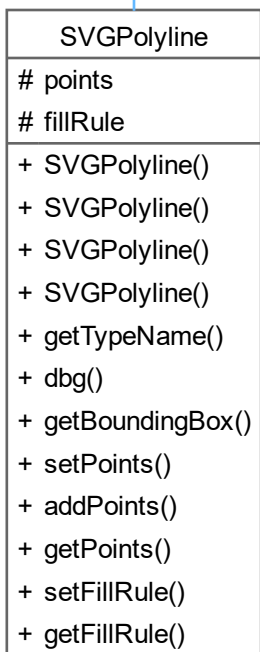 SVGPolyline
# points
# fillRule
+ SVGPolyline()
+ SVGPolyline()
+ SVGPolyline()
+ SVGPolyline()
+ getTypeName()
+ dbg()
+ getBoundingBox()
+ setPoints()
+ addPoints()
+ getPoints()
+ setFillRule()
+ getFillRule()